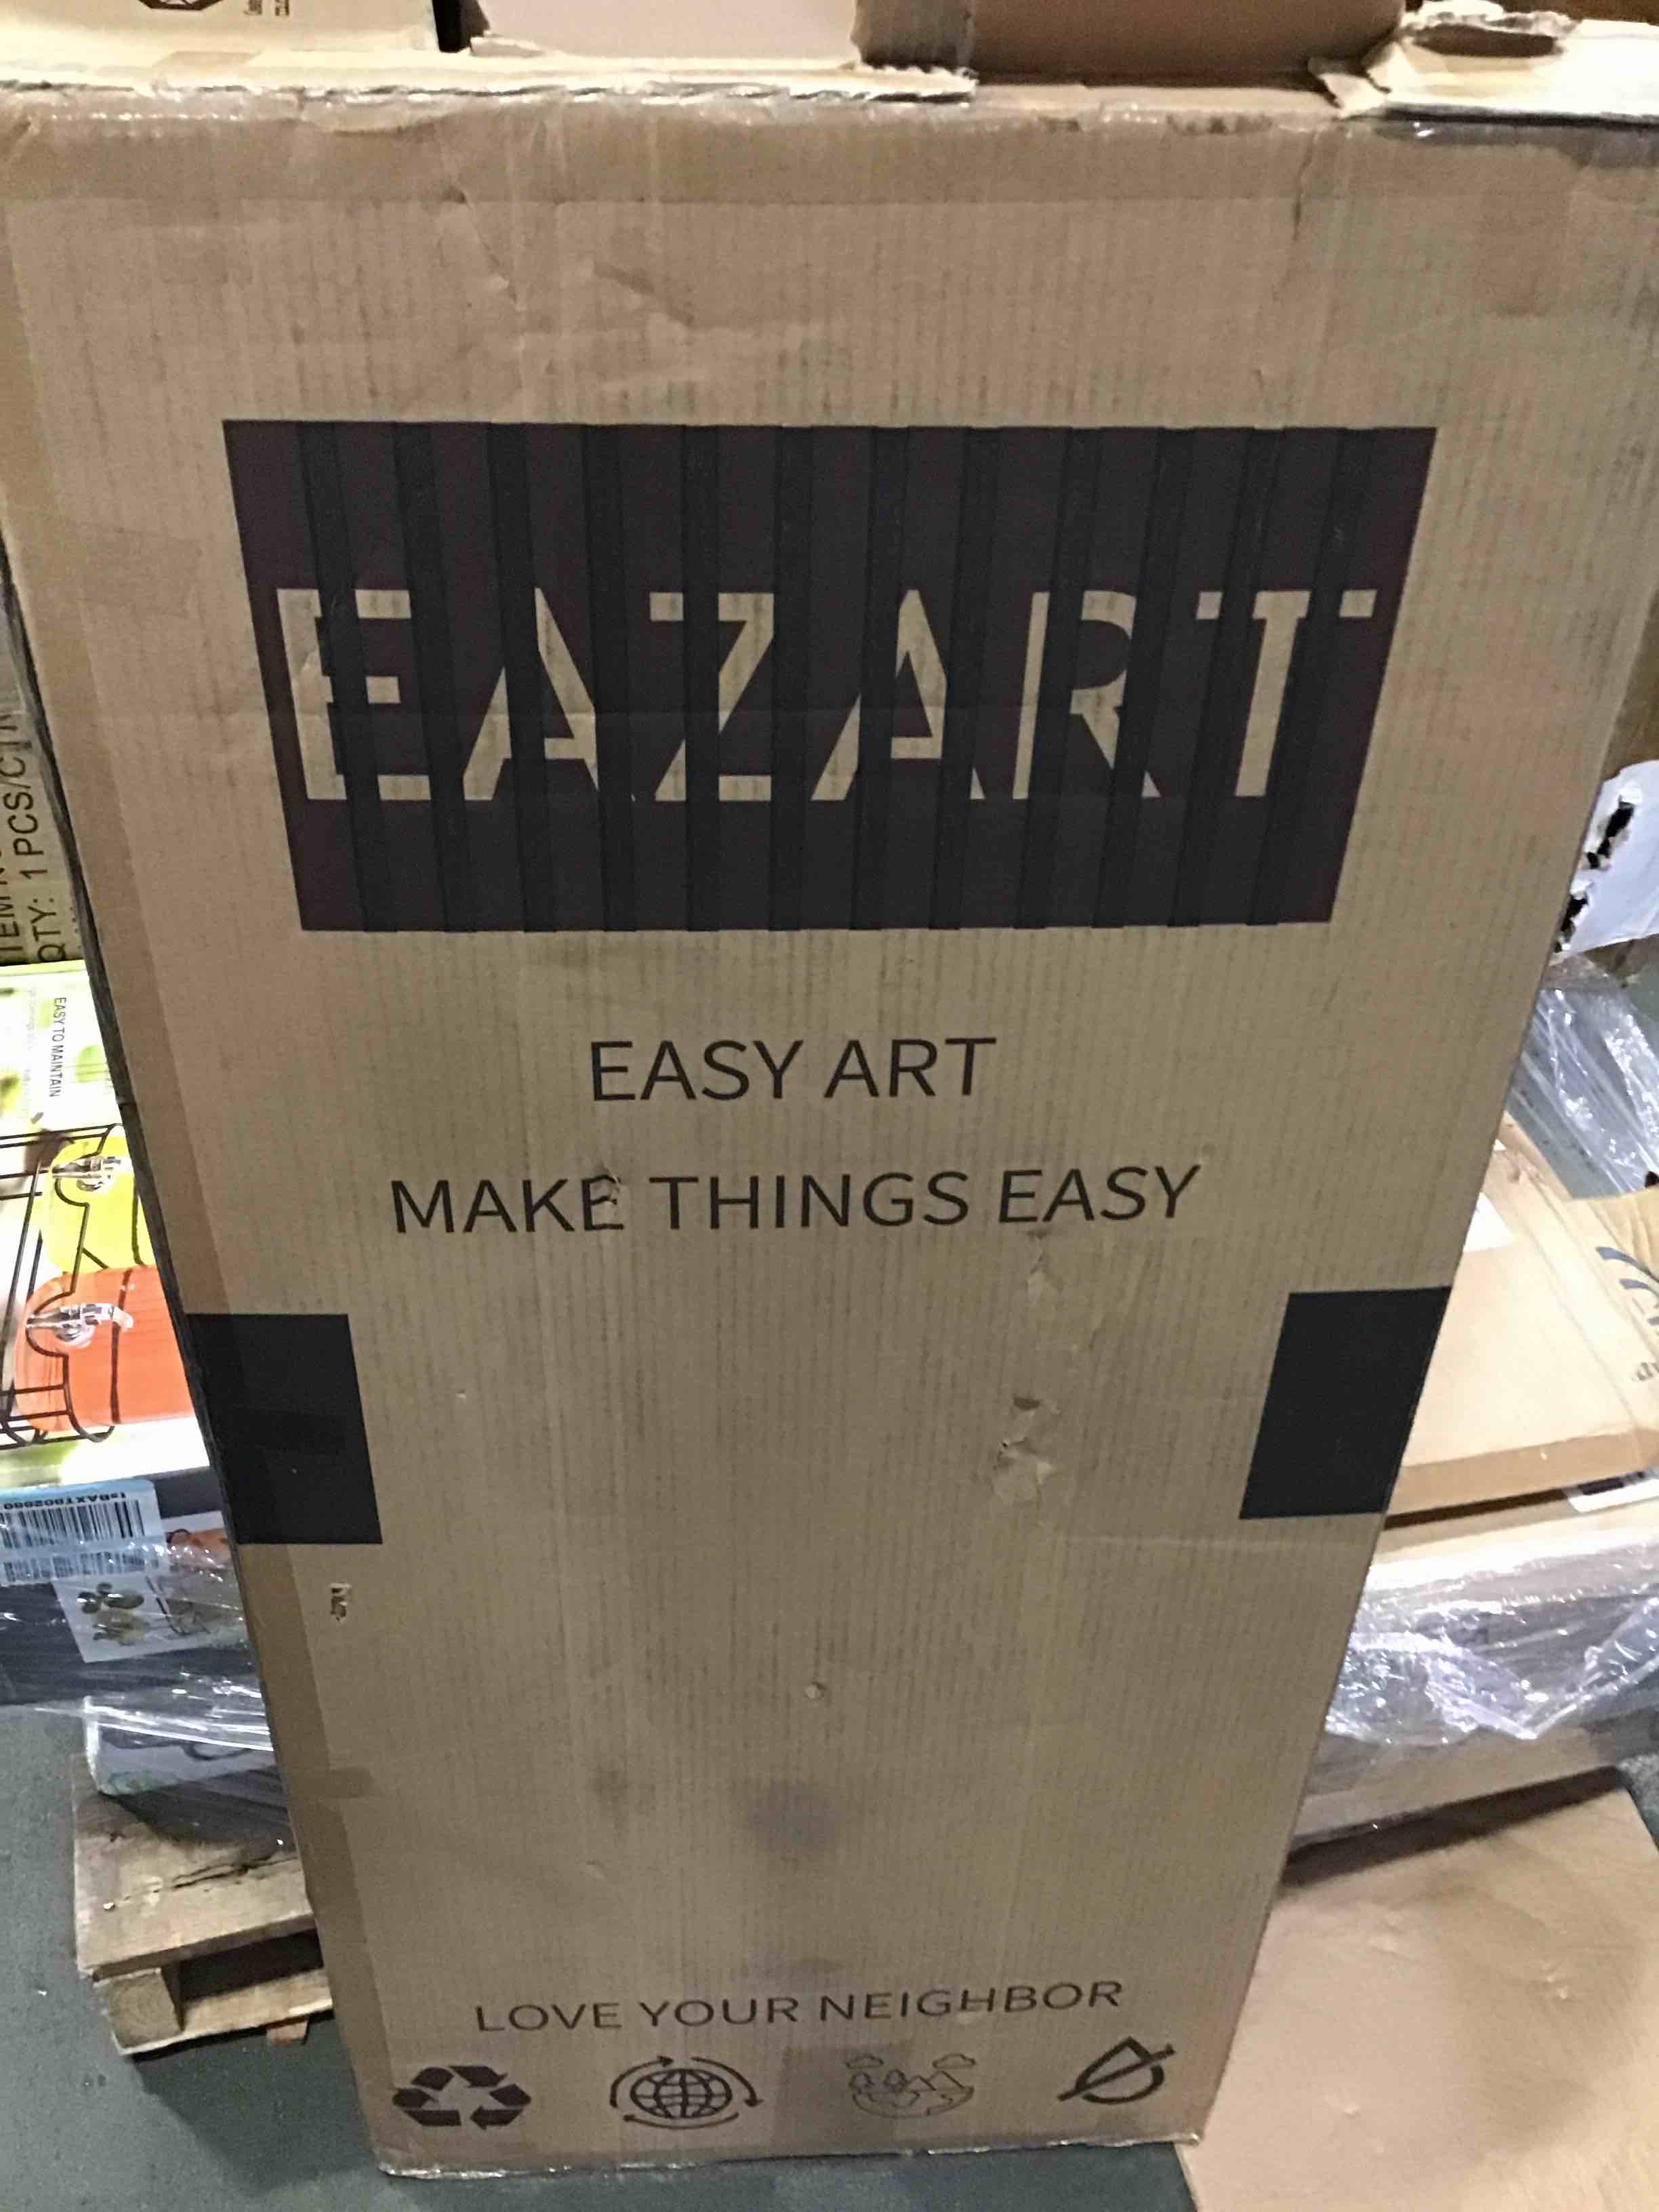 EAZART
EASY ART
MAKE THINGS EASY
LOVE YOUR NEIGHBOR
QTY: 1 PCS/CTN
EASY TO MAINTAIN